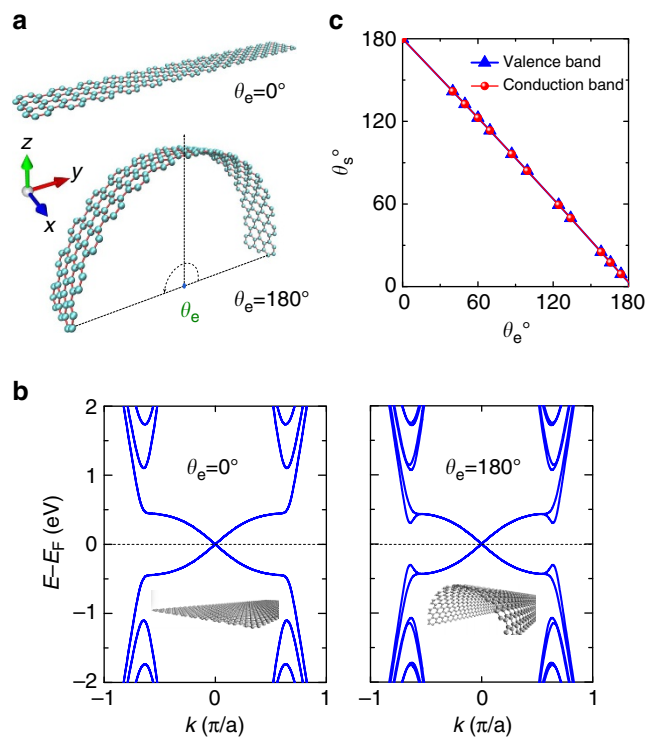 a
θe=0°
z
y
x
θe
θe=180°
c
180
120
60
0
θs°
Valence band
Conduction band
0
60
120
180
θe°
b
2
1
0
−1
−2
E−EF (eV)
θe=0°
−1
0
1
k (π/a)
θe=180°
−1
0
1
k (π/a)